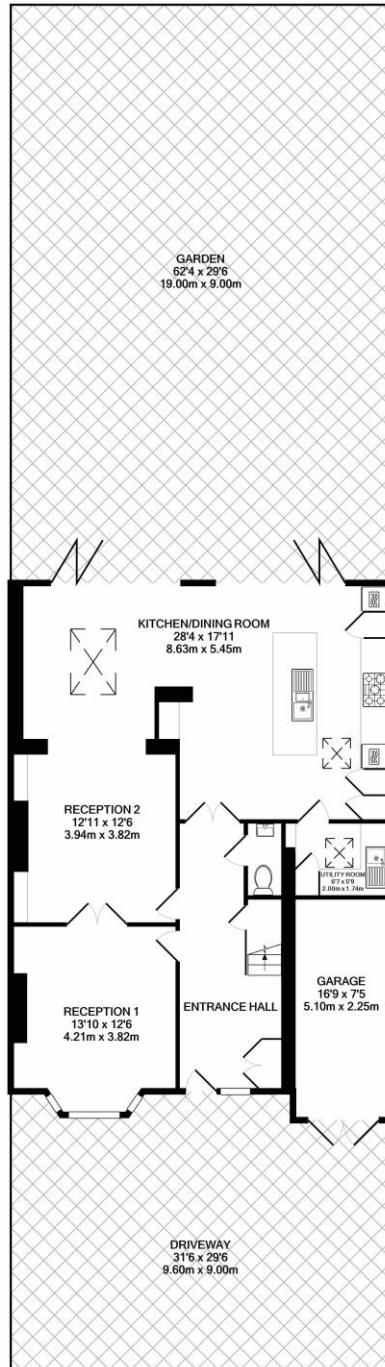 GARDEN
62'4 x 29'6
19.00m x 9.00m
KITCHEN/DINING ROOM
28'4 x 17'11
8.63m x 5.45m
RECEPTION 2
12'11 x 12'6
3.94m x 3.82m
UTILITY ROOM
6'7 x 5'9
2.00m x 1.74m
GARAGE
16'9 x 7'5
5.10m x 2.25m
RECEPTION 1
13'10 x 12'6
4.21m x 3.82m
ENTRANCE HALL
DRIVEWAY
31'6 x 29'6
9.60m x 9.00m